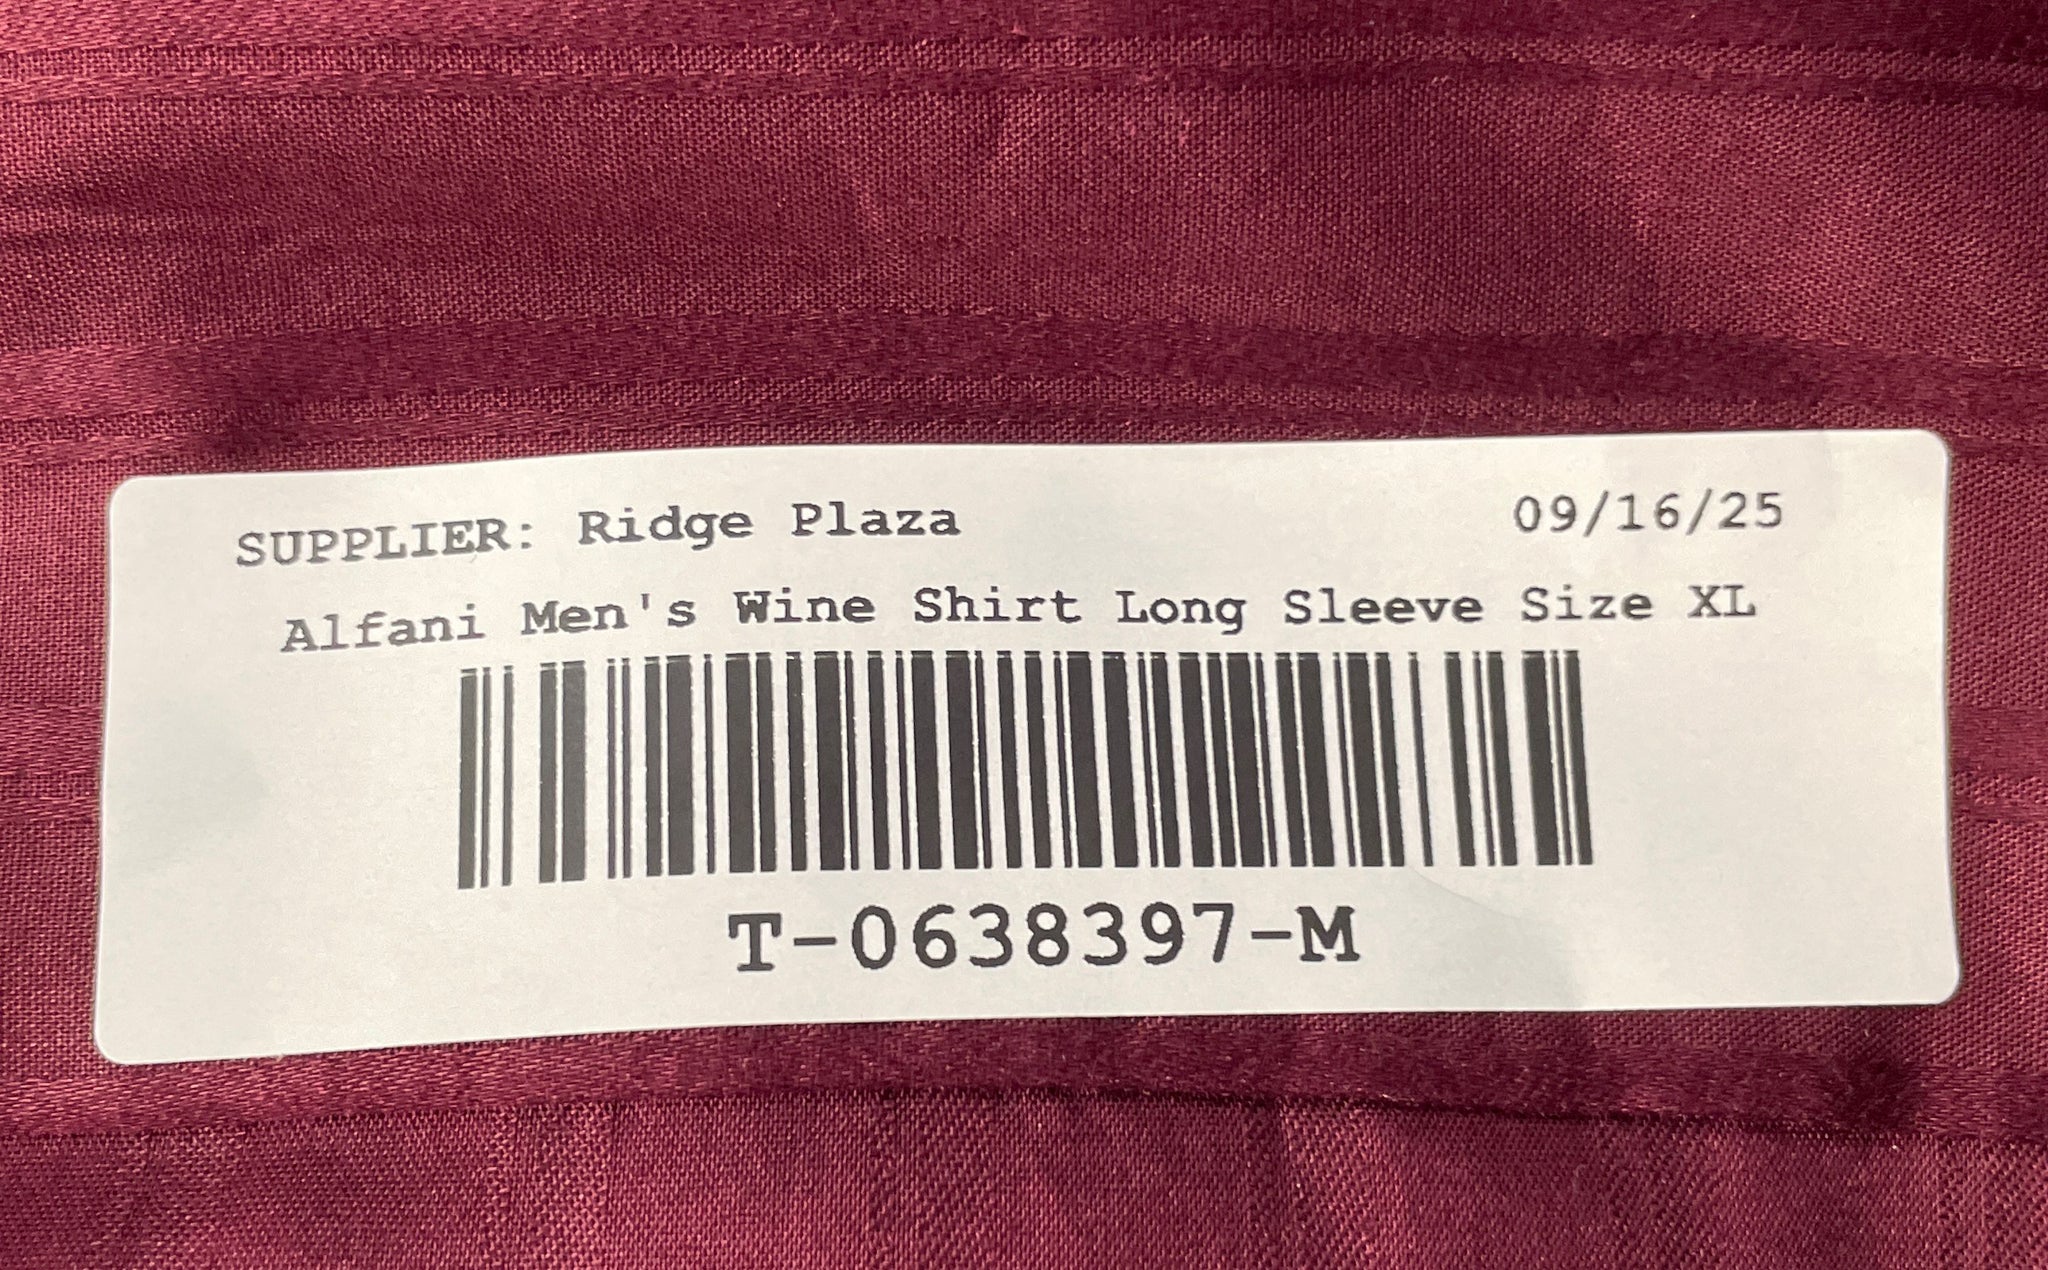 SUPPLIER: Ridge Plaza 09/16/25
Alfani Men's Wine Shirt Long Sleeve Size XL
T-0638397-M